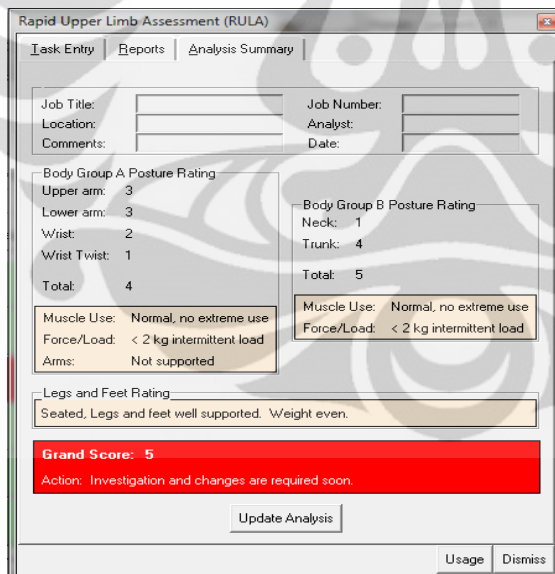 Rapid Upper Limb Assessment (RULA)
Task Entry Reports Analysis Summary
Job Title: Job Number:
Location: Analyst:
Comments: Date:
Body Group A Posture Rating
Upper arm: 3
Lower arm: 3
Wrist: 2
Wrist Twist: 1
Total: 4
Muscle Use: Normal, no extreme use
Force/Load: < 2 kg intermittent load
Arms: Not supported
Body Group B Posture Rating
Neck: 1
Trunk: 4
Total: 5
Muscle Use: Normal, no extreme use
Force/Load: < 2 kg intermittent load
Legs and Feet Rating
Seated, Legs and feet well supported. Weight even.
Grand Score: 5
Action: Investigation and changes are required soon.
Update Analysis
Usage Dismiss